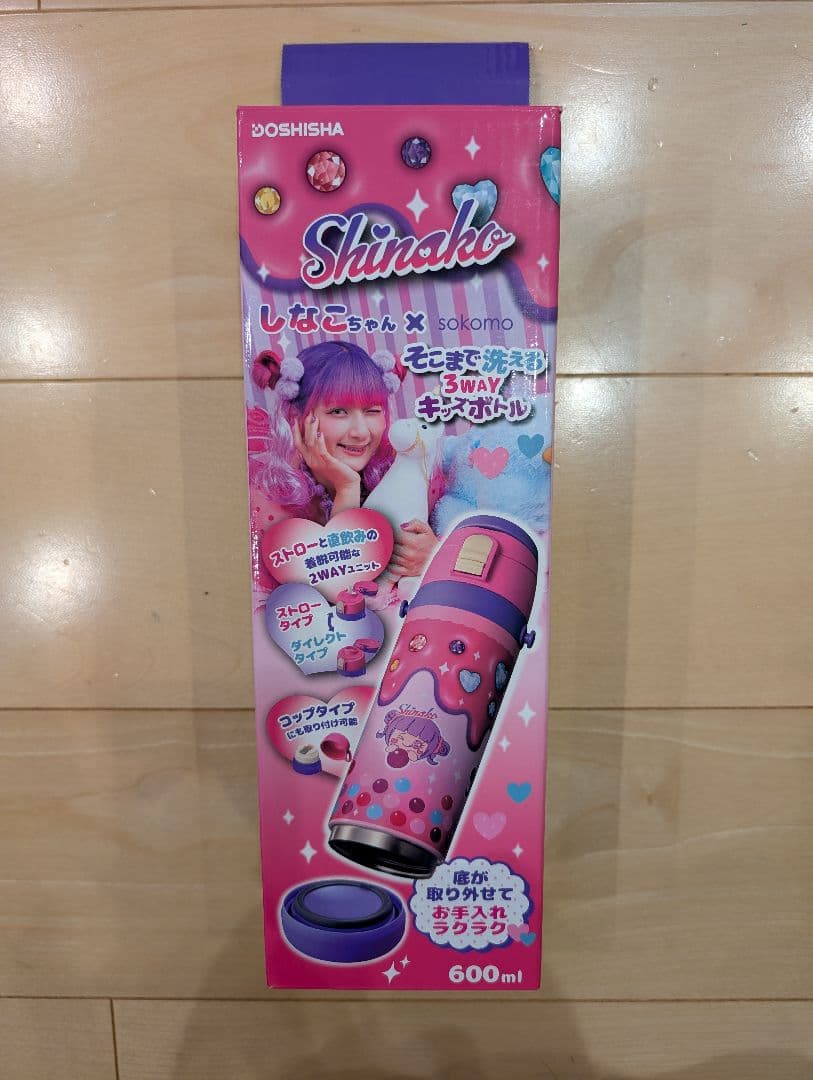 DOSHISHA
Shinako
しなこちゃん × sokomo
そこまで洗える
3WAY
キッズボトル
ストローと直飲みの
着脱可能な
2WAYユニット
ストロー
タイプ
ダイレクト
タイプ
コップタイプ
にも取り付け可能
Shinako
底が
取り外せて
お手入れ
ラクラク
600ml